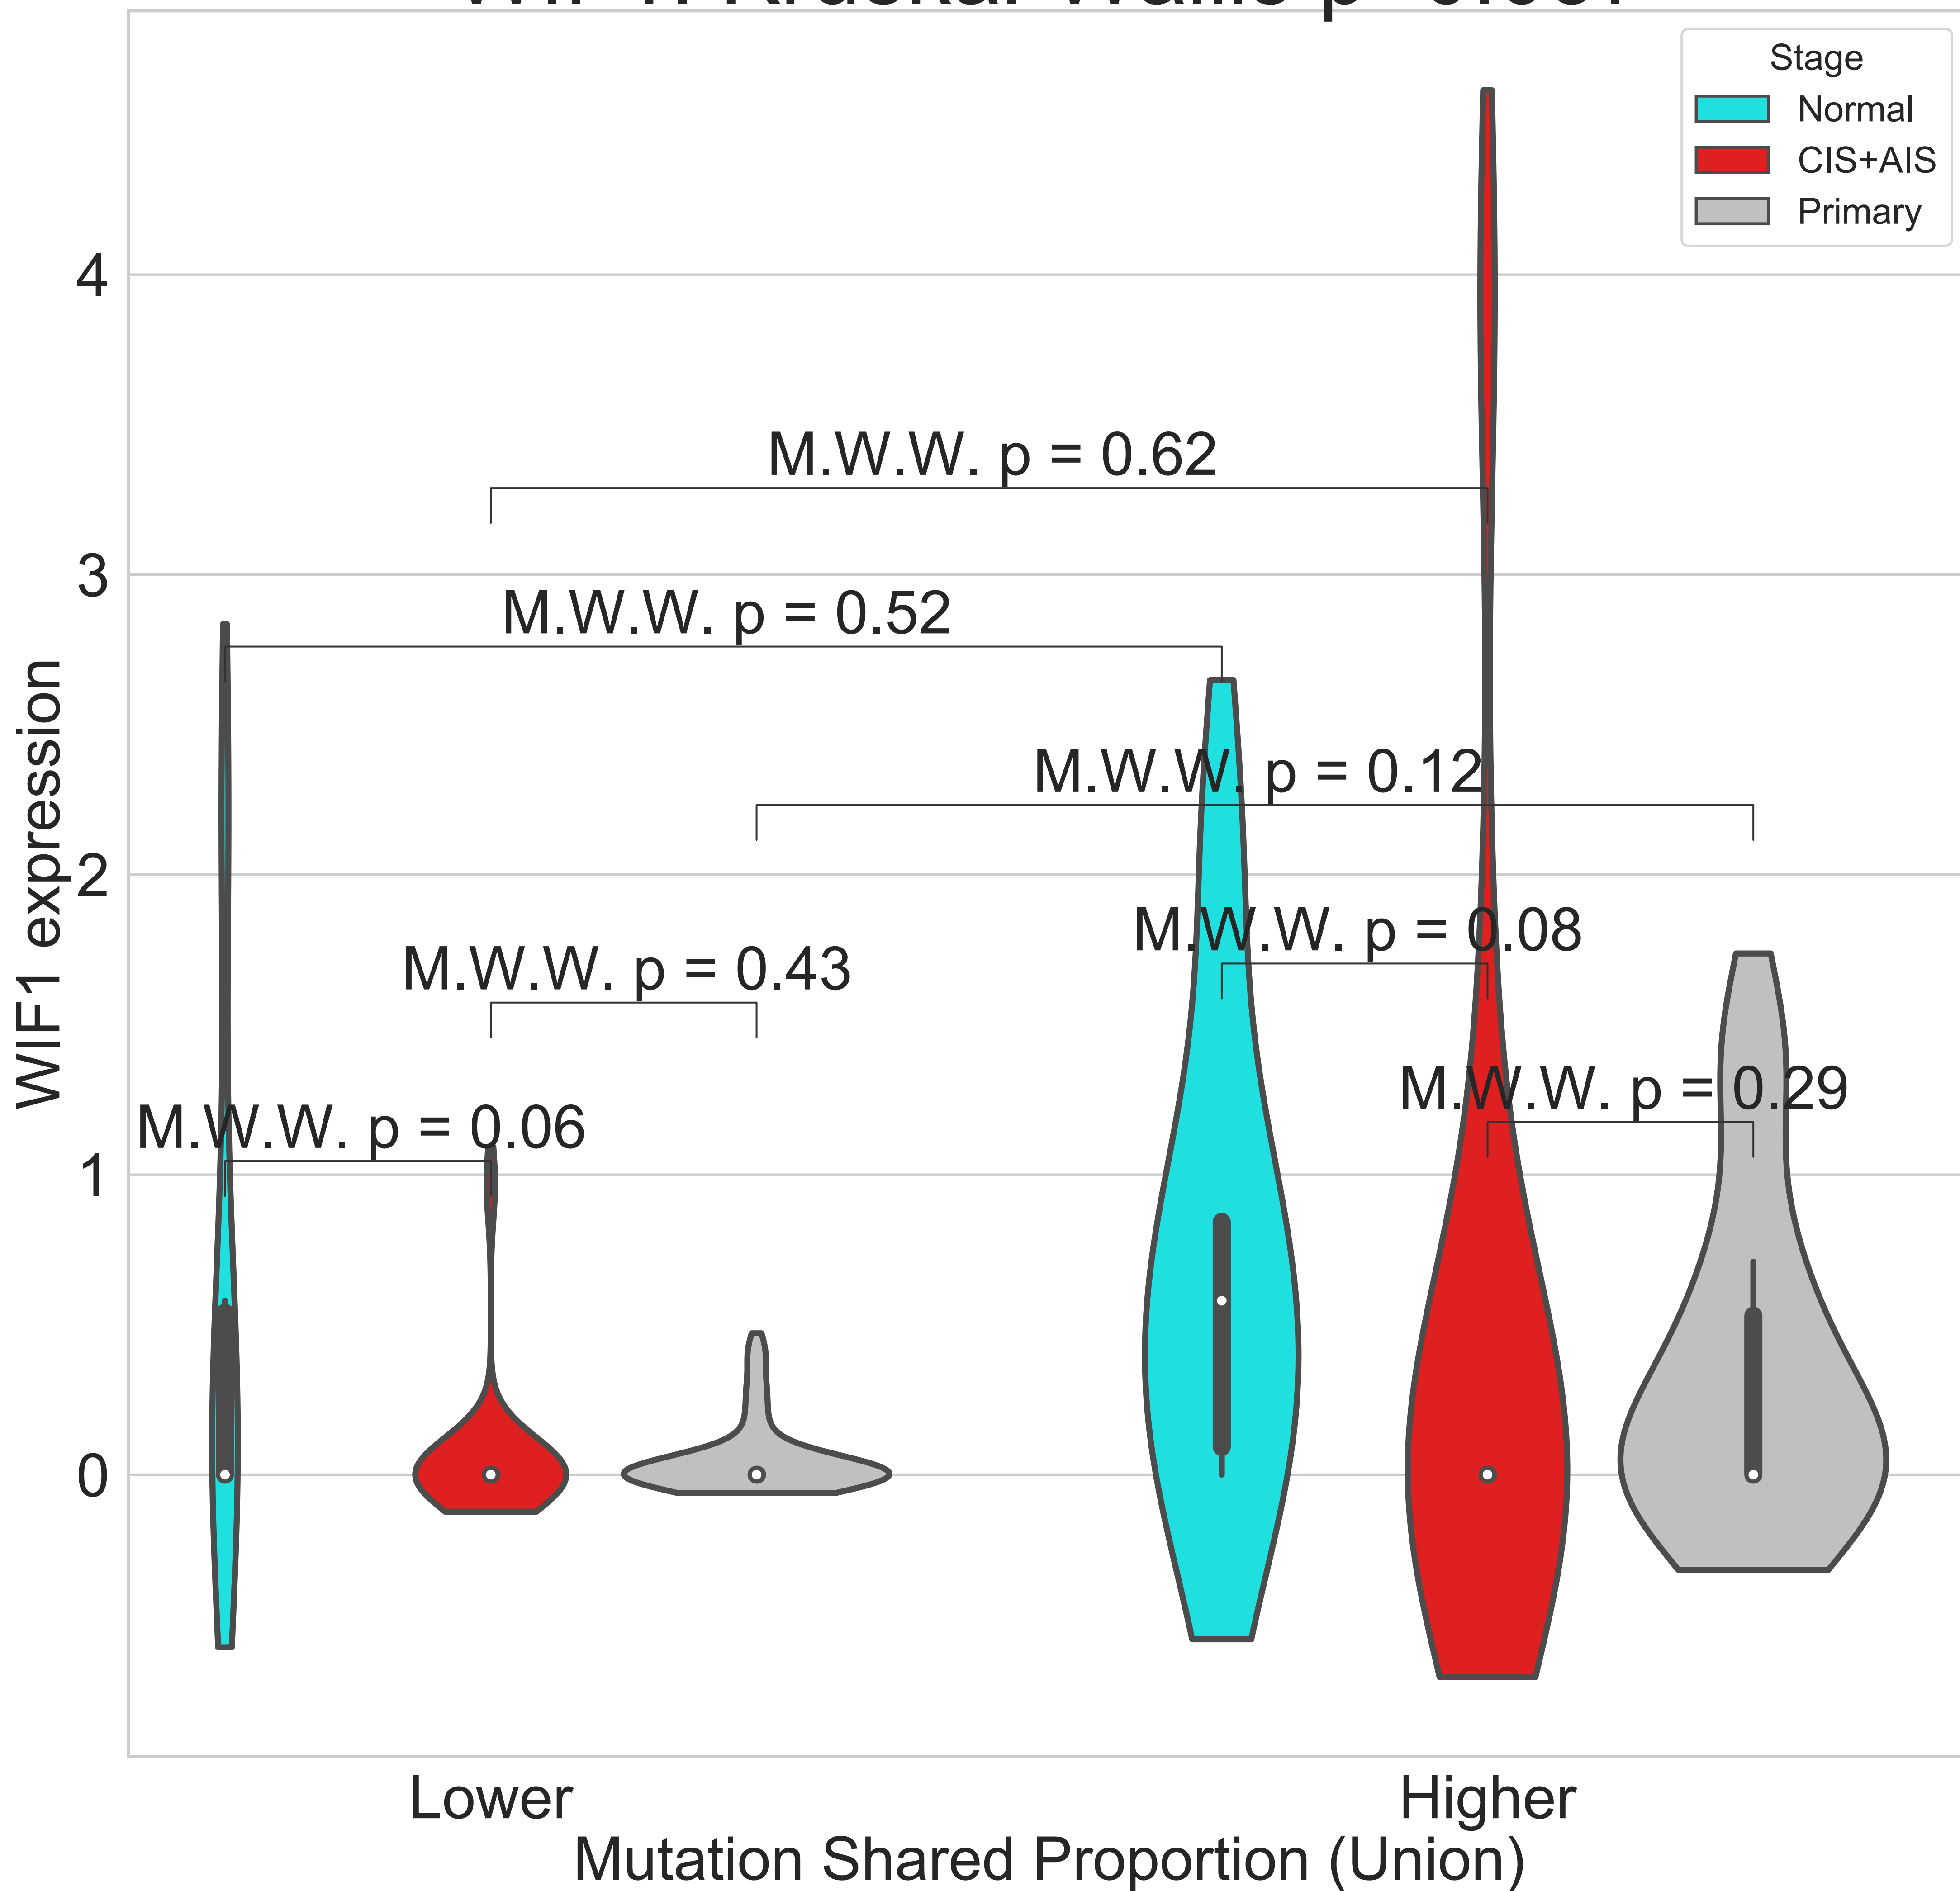 Stage
Normal
CIS+AIS
Primary
4
3
2
1
0
WIF1 expression
M.W.W. p = 0.62
M.W.W. p = 0.52
M.W.W. p = 0.12
M.W.W. p = 0.08
M.W.W. p = 0.43
M.W.W. p = 0.29
M.W.W. p = 0.06
Lower
Higher
Mutation Shared Proportion (Union)